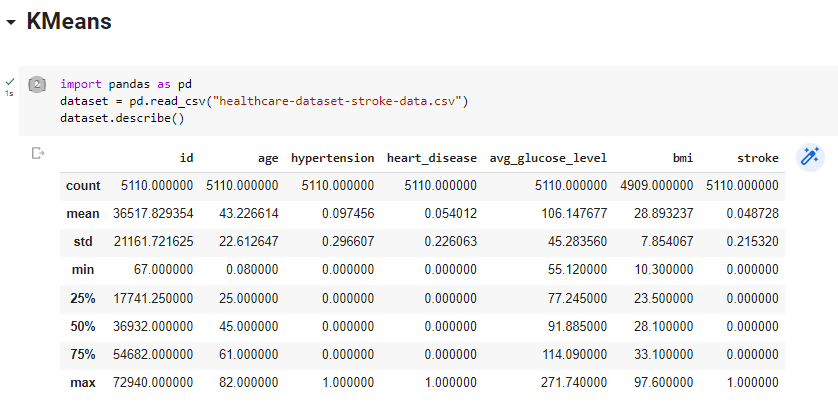 KMeans
1s
2
import pandas as pd
dataset = pd.read_csv("healthcare-dataset-stroke-data.csv")
dataset.describe()
id age hypertension heart_disease avg_glucose_level bmi stroke
count 5110.000000 5110.000000 5110.000000 5110.000000 5110.000000 4909.000000 5110.000000
mean 36517.829354 43.226614 0.097456 0.054012 106.147677 28.893237 0.048728
std 21161.721625 22.612647 0.296607 0.226063 45.283560 7.854067 0.215320
min 67.000000 0.080000 0.000000 0.000000 55.120000 10.300000 0.000000
25% 17741.250000 25.000000 0.000000 0.000000 77.245000 23.500000 0.000000
50% 36932.000000 45.000000 0.000000 0.000000 91.885000 28.100000 0.000000
75% 54682.000000 61.000000 0.000000 0.000000 114.090000 33.100000 0.000000
max 72940.000000 82.000000 1.000000 1.000000 271.740000 97.600000 1.000000